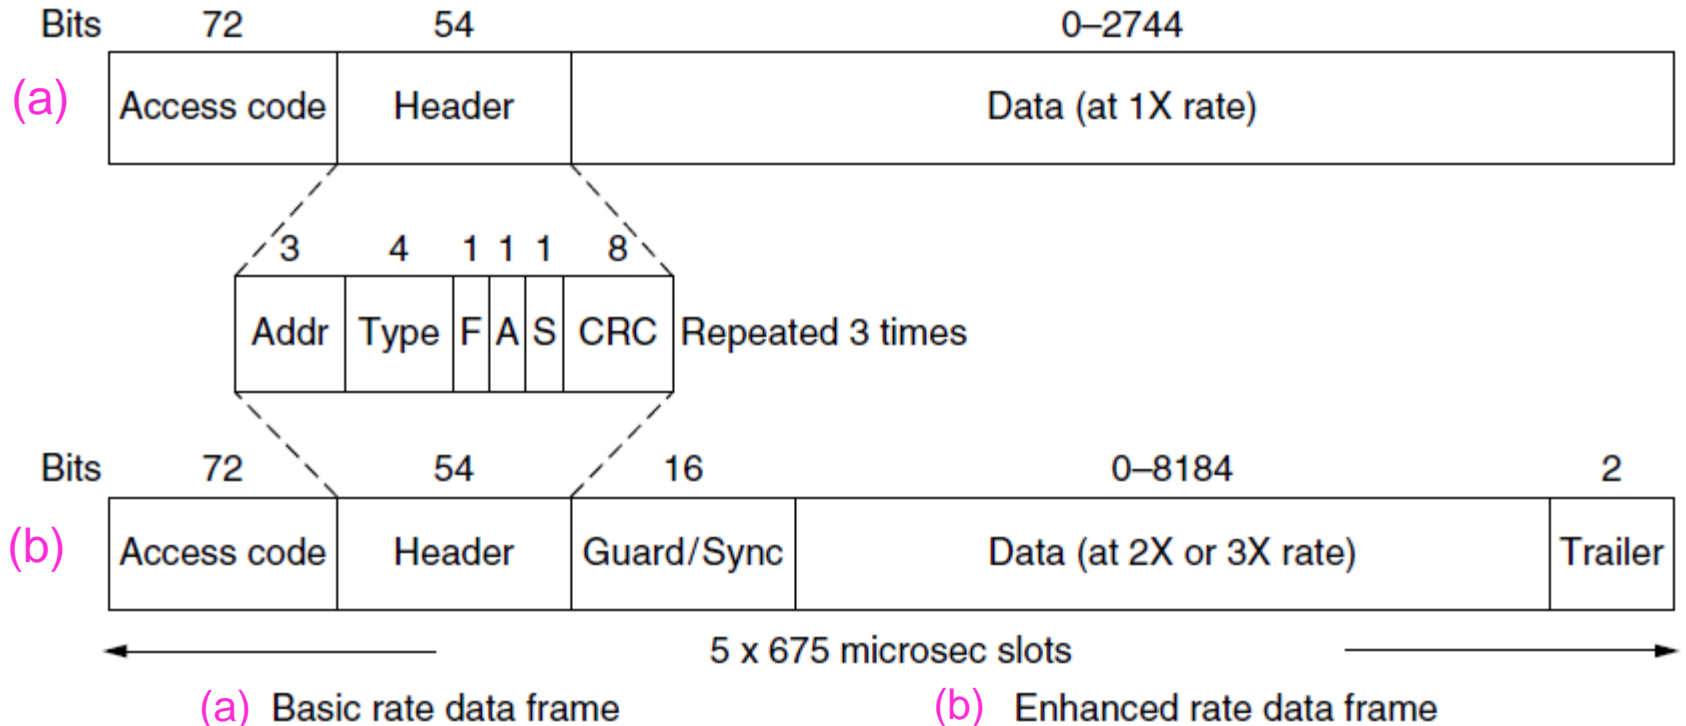 Bits 72 54 0–2744
(a) Access code Header Data (at 1X rate)
3 4 1 1 1 8
Addr Type F A S CRC Repeated 3 times
Bits 72 54 16 0–8184 2
(b) Access code Header Guard/Sync Data (at 2X or 3X rate) Trailer
5 x 675 microsec slots
(a) Basic rate data frame (b) Enhanced rate data frame